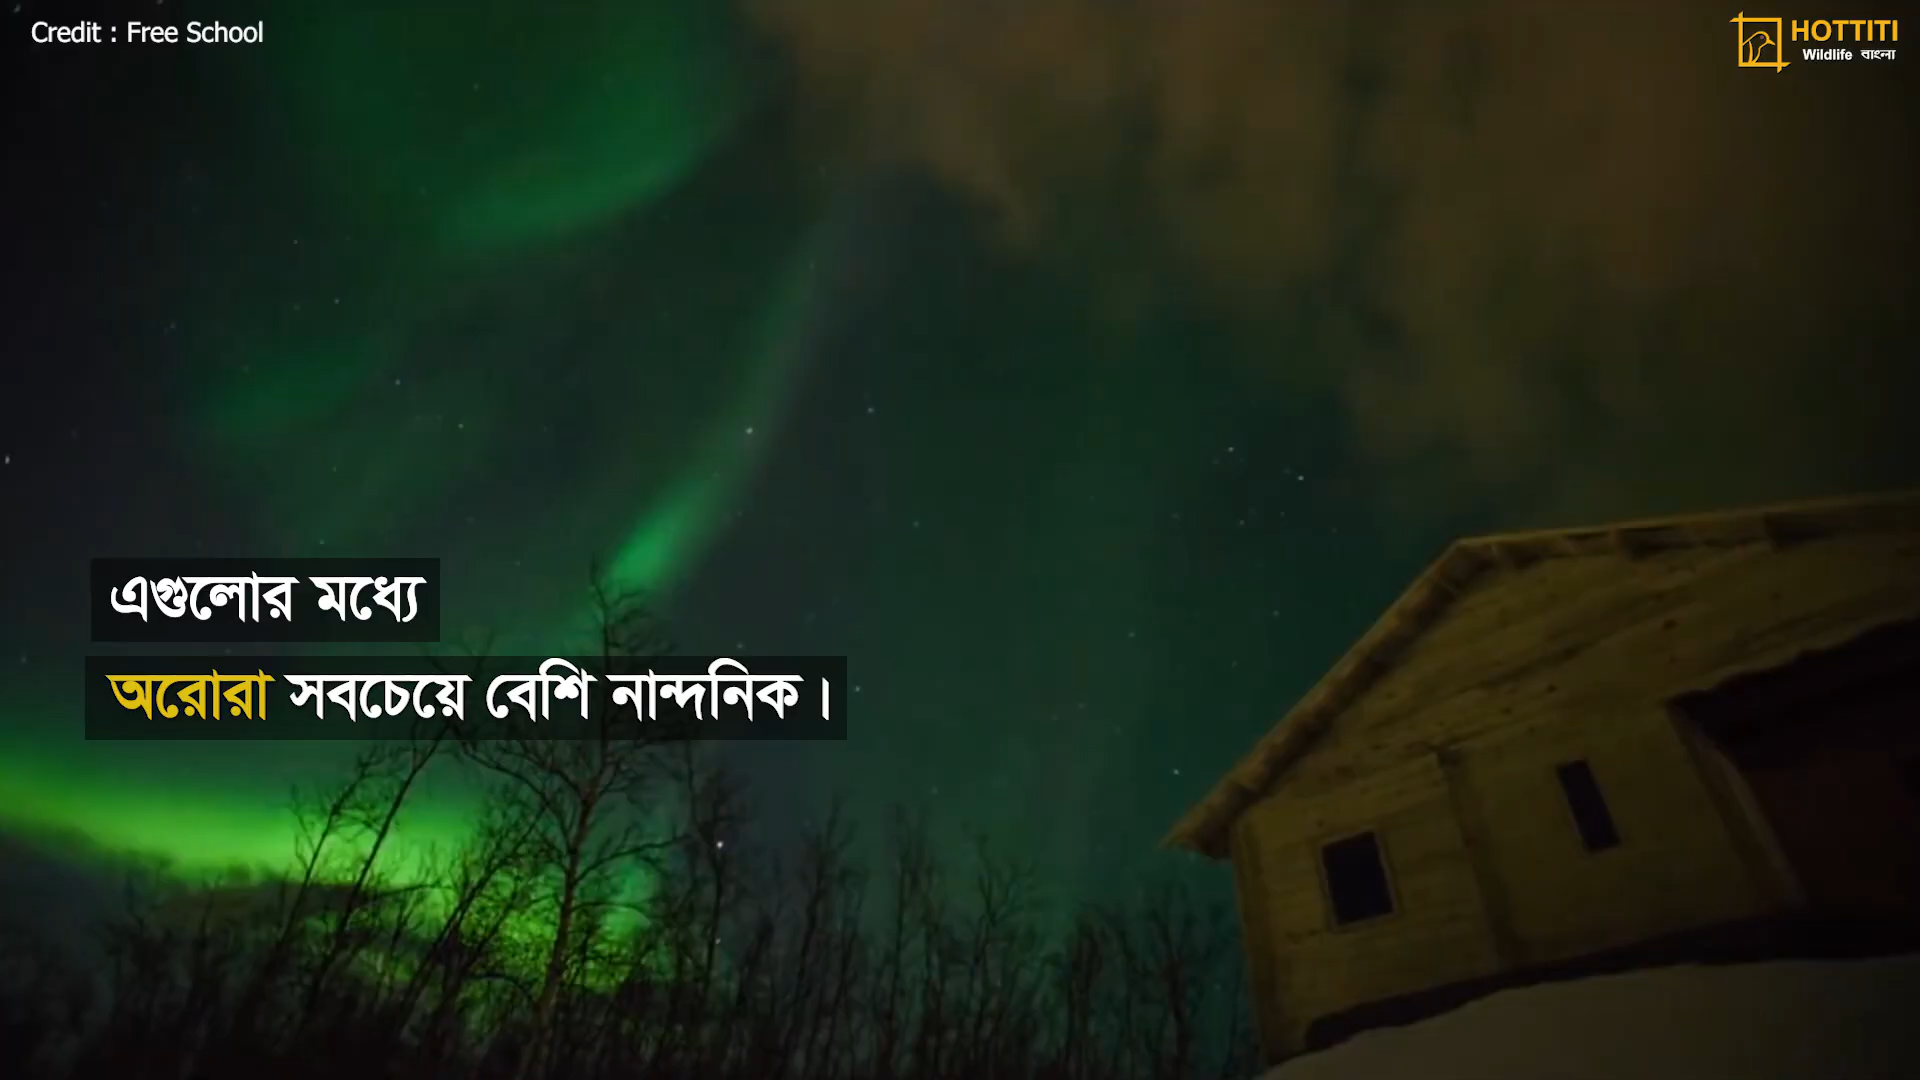 Credit : Free School
HOTTITI
Wildlife বাংলা
এগুলোর মধ্যে
অরোরা সবচেয়ে বেশি নান্দনিক।